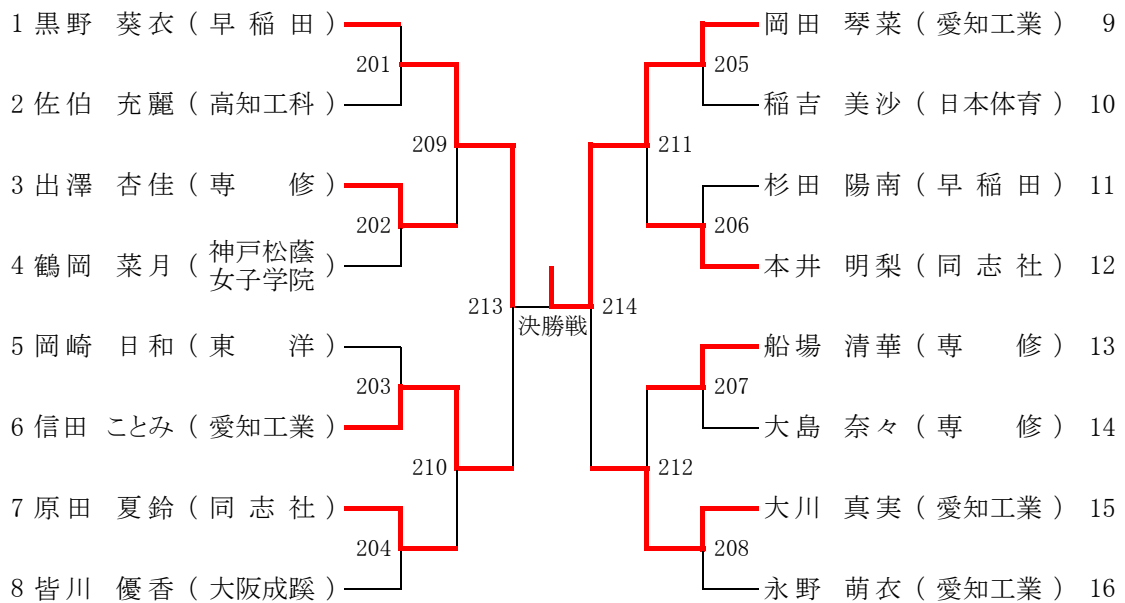 1 黒野 葵衣 ( 早 稲 田 )
201
2 佐伯 充麗 ( 高知工科 )
209
3 出澤 杏佳 ( 専 修 )
202
4 鶴岡 菜月 ( 神戸松蔭
女子学院 )
213
5 岡崎 日和 ( 東 洋 )
203
6 信田 ことみ ( 愛知工業 )
210
7 原田 夏鈴 ( 同 志 社 )
204
8 皆川 優香 ( 大阪成蹊 )
決勝戦
岡田 琴菜 ( 愛知工業 ) 9
205
稲吉 美沙 ( 日本体育 ) 10
211
杉田 陽南 ( 早 稲 田 ) 11
206
本井 明梨 ( 同 志 社 ) 12
214
船場 清華 ( 専 修 ) 13
207
大島 奈々 ( 専 修 ) 14
212
大川 真実 ( 愛知工業 ) 15
208
永野 萌衣 ( 愛知工業 ) 16